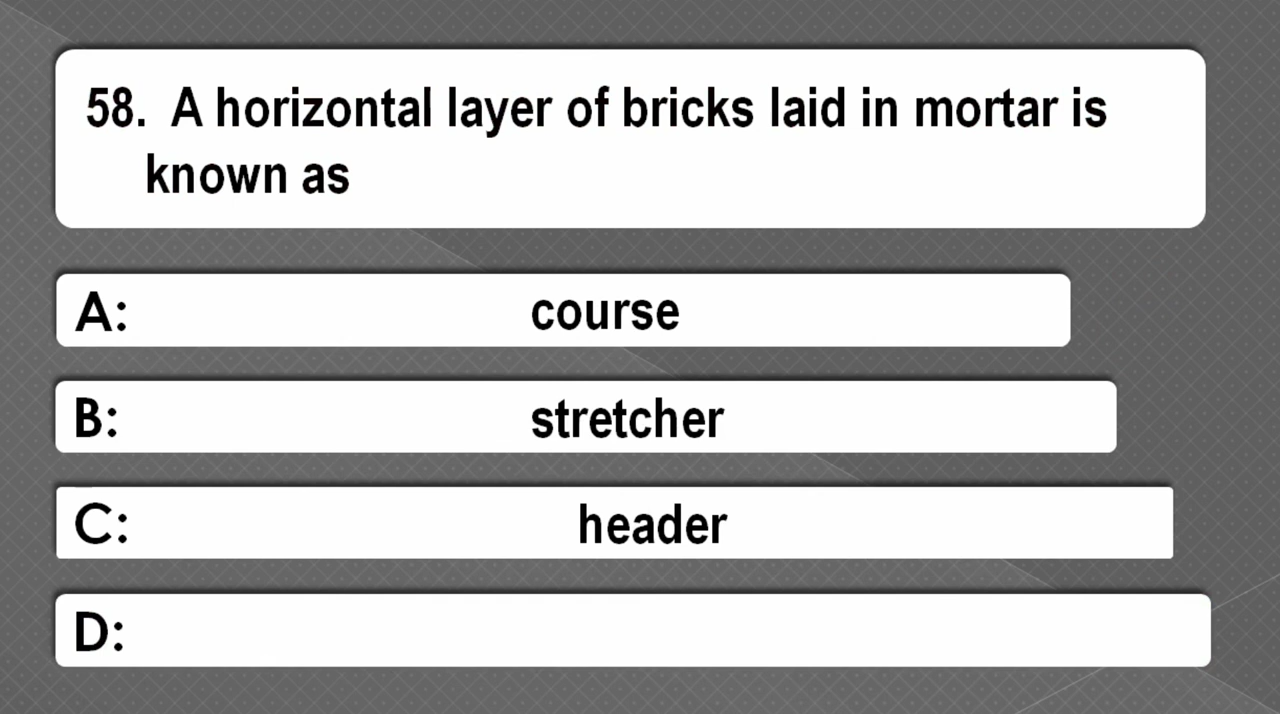 58. A horizontal layer of bricks laid in mortar is
known as
A: course
B: stretcher
C: header
D: